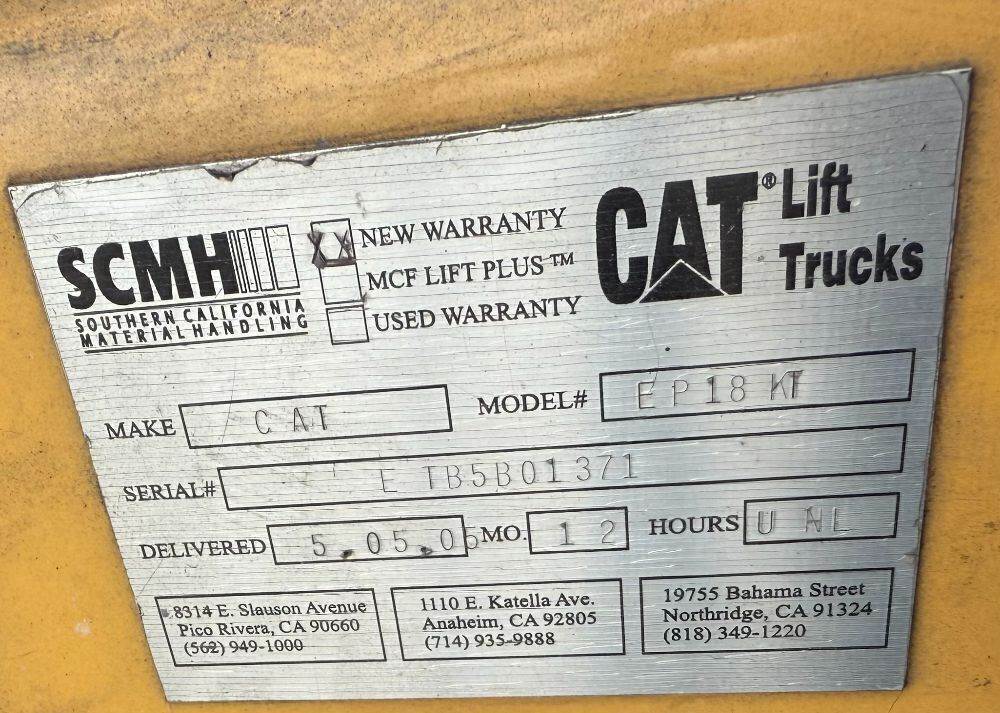 SCMH
SOUTHERN CALIFORNIA
MATERIAL HANDLING
XX NEW WARRANTY
MCF LIFT PLUS™
USED WARRANTY
CAT® Lift
Trucks
MAKE CAT
MODEL# EP18KT
SERIAL# ETB5B01371
DELIVERED 5.05.05 MO. 12 HOURS UNL
8314 E. Slauson Avenue
Pico Rivera, CA 90660
(562) 949-1000
1110 E. Katella Ave.
Anaheim, CA 92805
(714) 935-9888
19755 Bahama Street
Northridge, CA 91324
(818) 349-1220